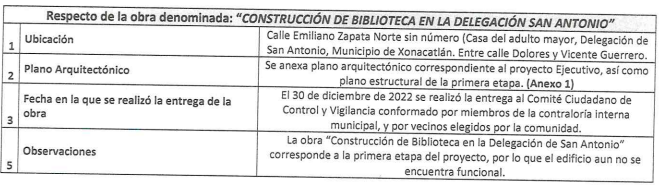 Respecto de la obra denominada: "CONSTRUCCIÓN DE BIBLIOTECA EN LA DELEGACIÓN SAN ANTONIO"
1 Ubicación
Calle Emiliano Zapata Norte sin número (Casa del adulto mayor, Delegación de
San Antonio, Municipio de Xonacatlán. Entre calle Dolores y Vicente Guerrero.
2 Plano Arquitectónico
Se anexa plano arquitectónico correspondiente al proyecto Ejecutivo, así como
plano estructural de la primera etapa. (Anexo 1)
3 Fecha en la que se realizó la entrega de la
obra
El 30 de diciembre de 2022 se realizó la entrega al Comité Ciudadano de
Control y Vigilancia conformado por miembros de la contraloría interna
municipal, y por vecinos elegidos por la comunidad.
5 Observaciones
La obra "Construcción de Biblioteca en la Delegación de San Antonio"
corresponde a la primera etapa del proyecto, por lo que el edificio aun no se
encuentra funcional.